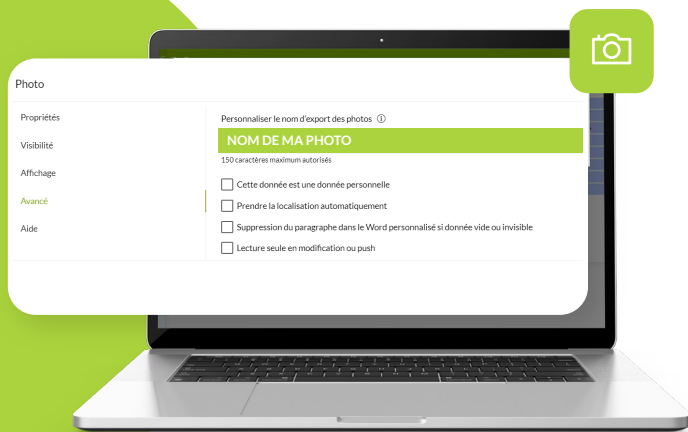 Photo
Propriétés
Visibilité
Affichage
Avancé
Aide
Personnaliser le nom d'export des photos
NOM DE MA PHOTO
150 caractères maximum autorisés
Cette donnée est une donnée personnelle
Prendre la localisation automatiquement
Suppression du paragraphe dans le Word personnalisé si donnée vide ou invisible
Lecture seule en modification ou push